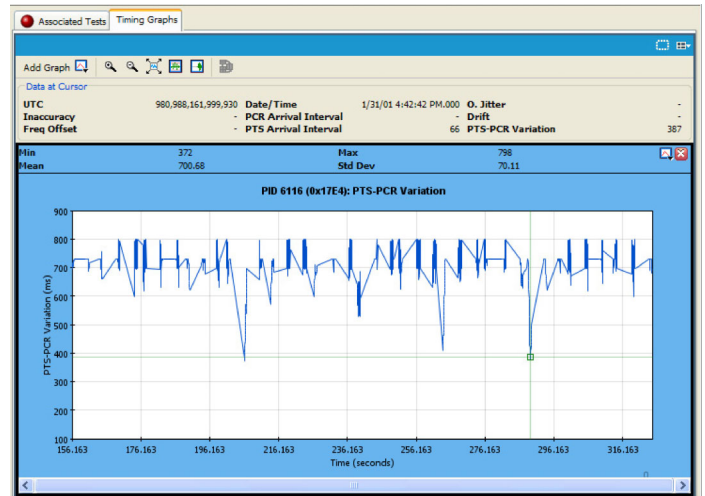 Associated Tests Timing Graphs
Add Graph
Data at Cursor
UTC 980,988,161,999,930 Date/Time 1/31/01 4:42:42 PM.000 O. Jitter -
Inaccuracy - PCR Arrival Interval - Drift -
Freq Offset - PTS Arrival Interval 66 PTS-PCR Variation 387
Min 372 Max 798
Mean 700.68 Std Dev 70.11
PID 6116 (0x17E4): PTS-PCR Variation
PTS-PCR Variation (ms)
900
800
700
600
500
400
300
200
100
156.163 176.163 196.163 216.163 236.163 256.163 276.163 296.163 316.163
Time (seconds)